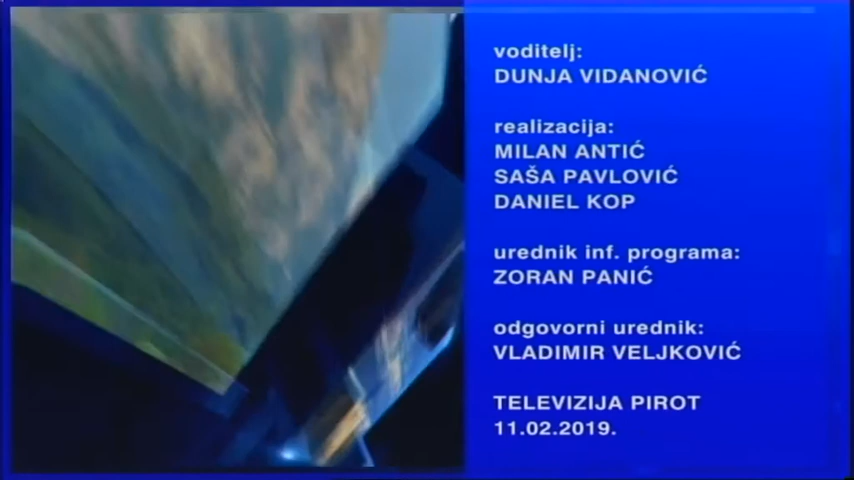 voditelj:
DUNJA VIDANOVIĆ
realizacija:
MILAN ANTIĆ
SAŠA PAVLOVIĆ
DANIEL KOP
urednik inf. programa:
ZORAN PANIĆ
odgovorni urednik:
VLADIMIR VELJKOVIĆ
TELEVIZIJA PIROT
11.02.2019.